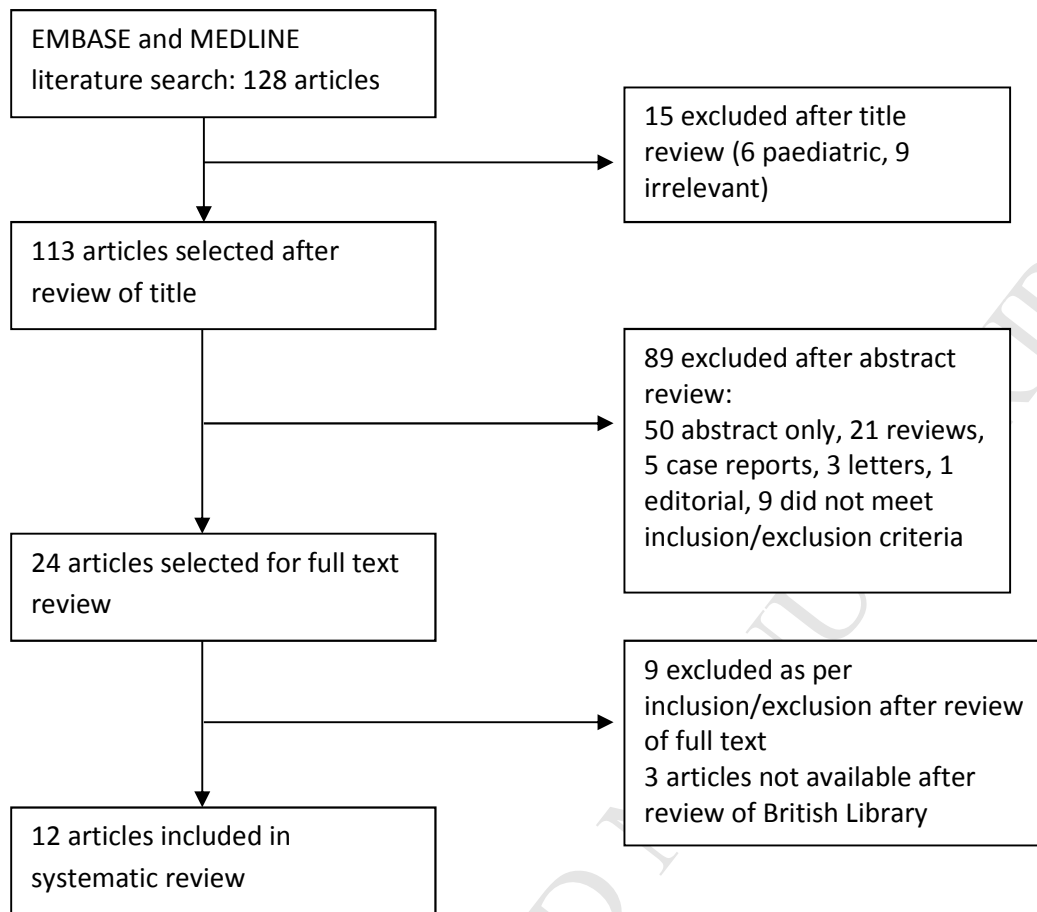 EMBASE and MEDLINE
literature search: 128 articles
15 excluded after title
review (6 paediatric, 9
irrelevant)
113 articles selected after
review of title
89 excluded after abstract
review:
50 abstract only, 21 reviews,
5 case reports, 3 letters, 1
editorial, 9 did not meet
inclusion/exclusion criteria
24 articles selected for full text
review
9 excluded as per
inclusion/exclusion after review
of full text
3 articles not available after
review of British Library
12 articles included in
systematic review